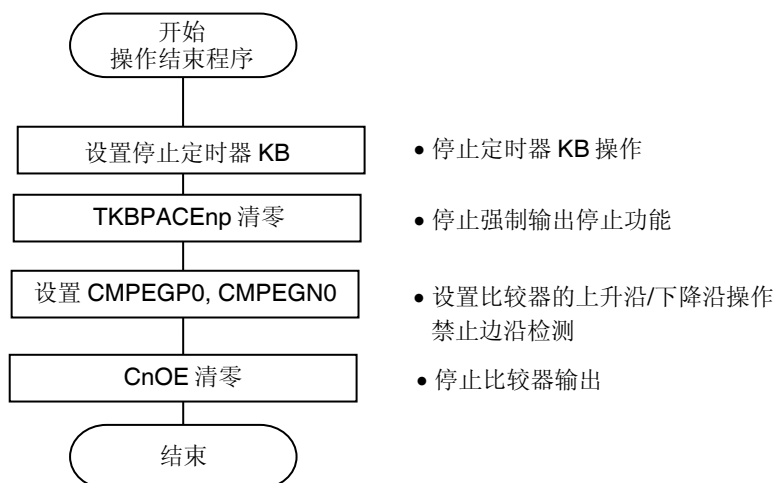 开始
操作结束程序
设置停止定时器 KB
• 停止定时器 KB 操作
TKBPACEnp 清零
• 停止强制输出停止功能
设置 CMPEGP0, CMPEGN0
• 设置比较器的上升沿/下降沿操作
禁止边沿检测
CnOE 清零
• 停止比较器输出
结束